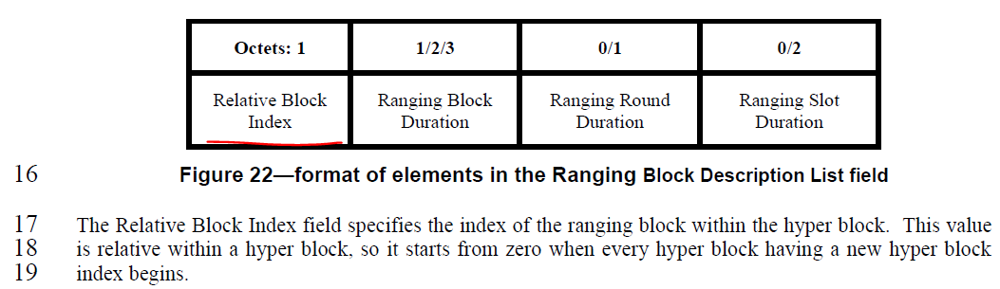 Octets: 1 1/2/3 0/1 0/2
Relative Block Index Ranging Block Duration Ranging Round Duration Ranging Slot Duration
16 Figure 22—format of elements in the Ranging Block Description List field
17 The Relative Block Index field specifies the index of the ranging block within the hyper block. This value
18 is relative within a hyper block, so it starts from zero when every hyper block having a new hyper block
19 index begins.